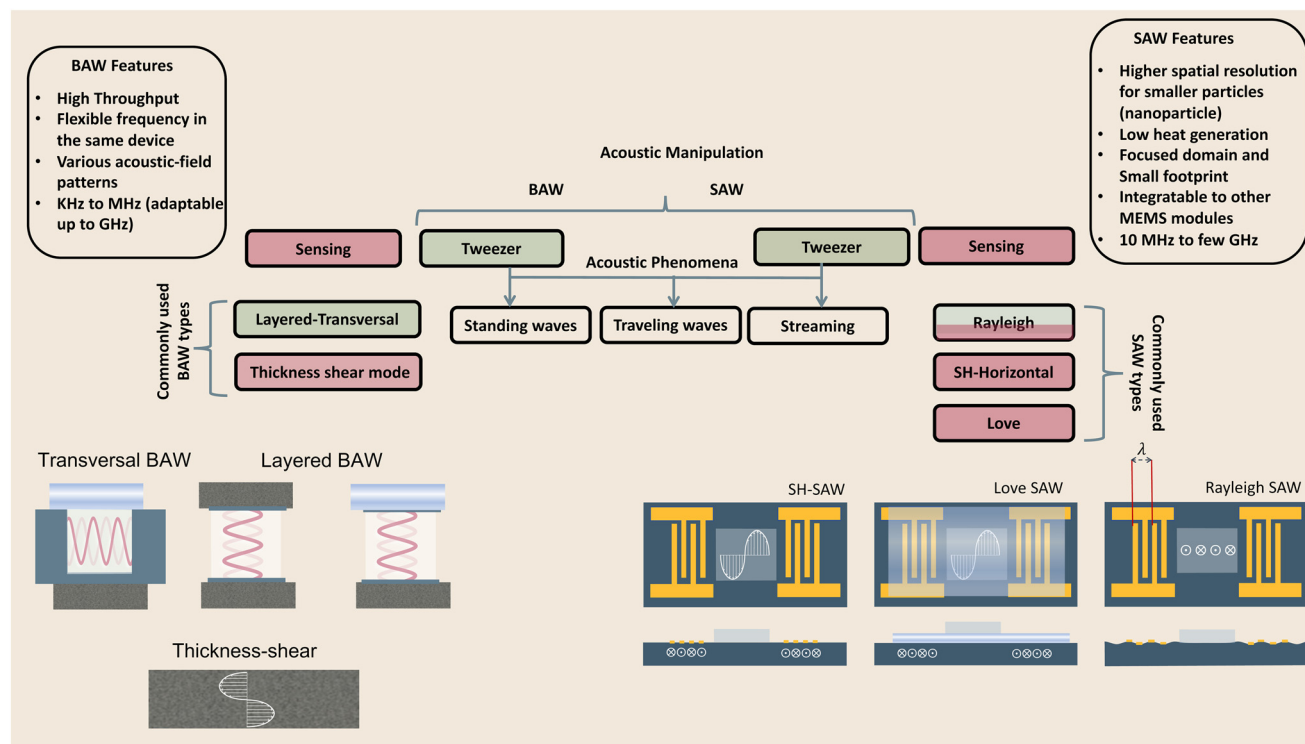 BAW Features
• High Throughput
• Flexible frequency in
the same device
• Various acoustic-field
patterns
• KHz to MHz (adaptable
up to GHz)
SAW Features
• Higher spatial resolution
for smaller particles
(nanoparticle)
• Low heat generation
• Focused domain and
Small footprint
• Integratable to other
MEMS modules
• 10 MHz to few GHz
Acoustic Manipulation
BAW
SAW
Sensing
Tweezer
Tweezer
Sensing
Acoustic Phenomena
Standing waves
Traveling waves
Streaming
Commonly used
BAW types
Layered-Transversal
Thickness shear mode
Rayleigh
SH-Horizontal
Love
Commonly used
SAW types
Transversal BAW
Layered BAW
Thickness-shear
SH-SAW
Love SAW
λ
Rayleigh SAW